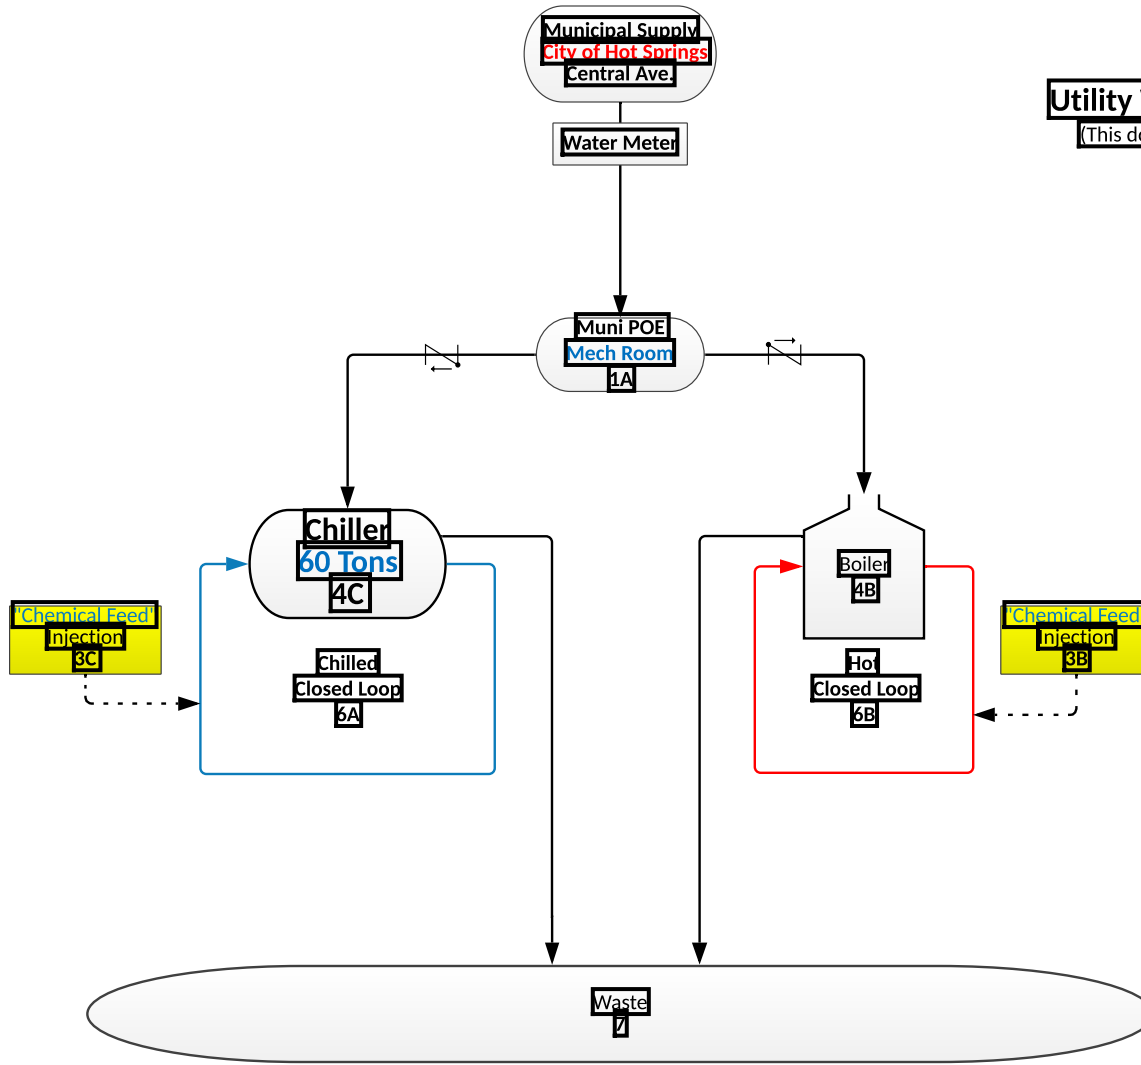 Municipal Supply
City of Hot Springs
Central Ave.
Utility
(This do
Water Meter
Muni POE
Mech Room
1A
Chiller
60 Tons
4C
Boiler
4B
"Chemical Feed"
Injection
3C
"Chemical Feed"
Injection
3B
Chilled
Closed Loop
6A
Hot
Closed Loop
6B
Waste
7